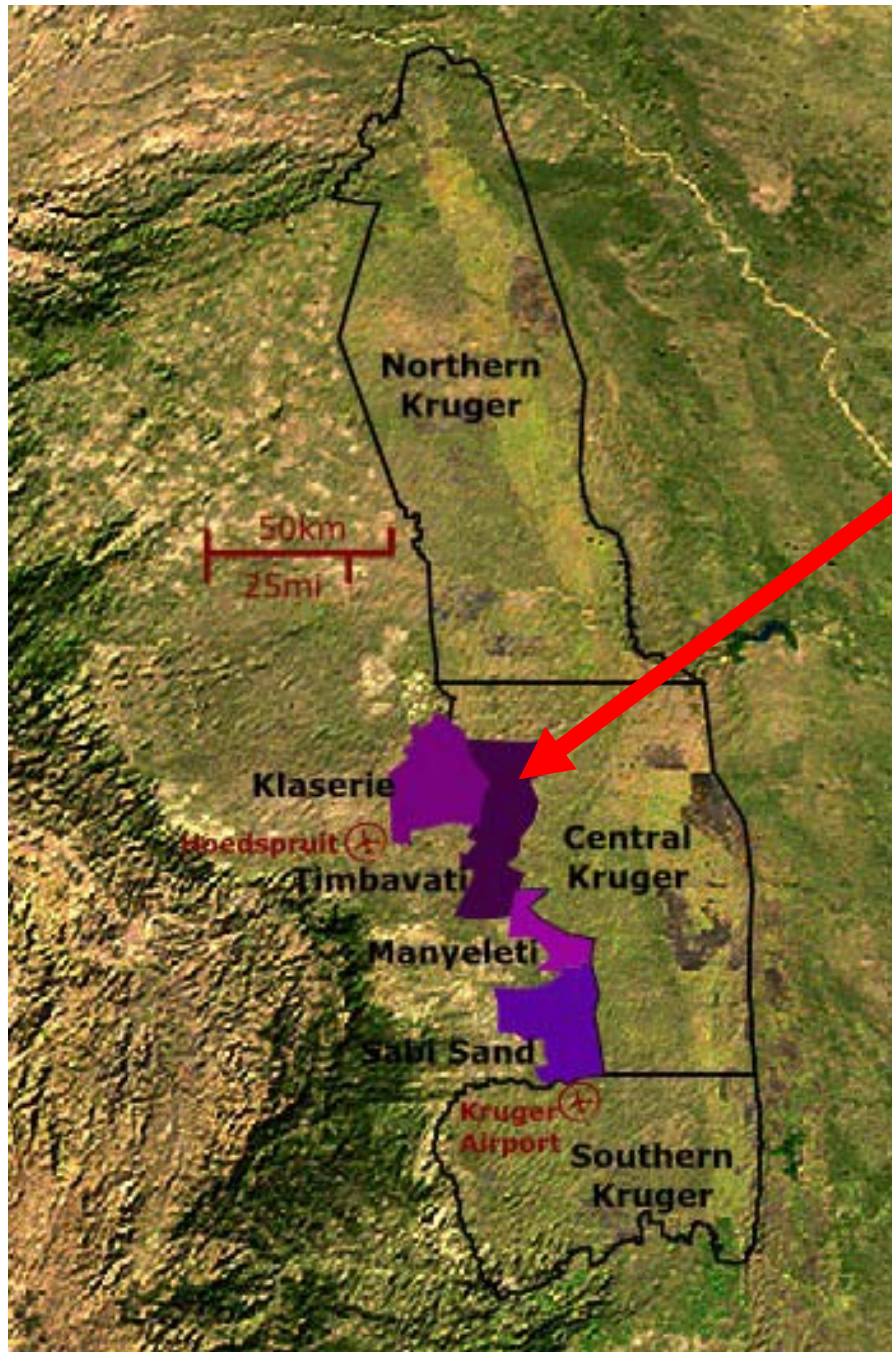 Northern
Kruger
50km
25mi
Klaserie
Hoedspruit
Central
Kruger
Timbavati
Manyeleti
Sabi Sand
Kruger
Airport
Southern
Kruger